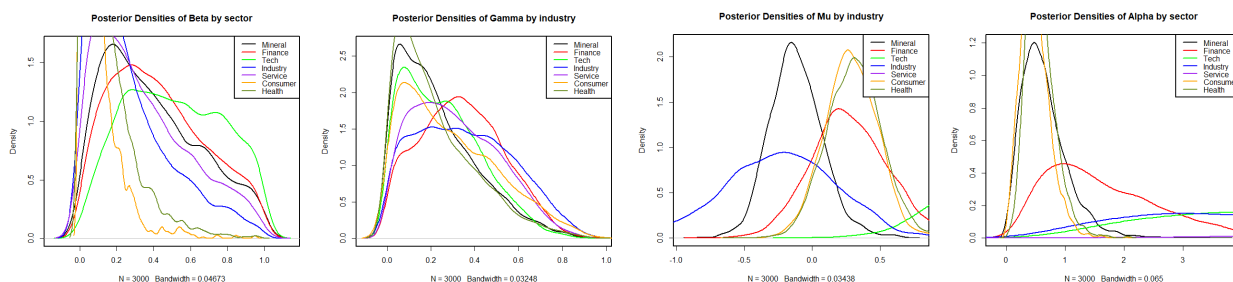 Posterior Densities of Beta by sector
Density
0.0
0.5
1.0
1.5
0.0 0.2 0.4 0.6 0.8 1.0
Mineral
Finance
Tech
Industry
Service
Consumer
Health
N = 3000 Bandwidth = 0.04673
Posterior Densities of Gamma by industry
Density
0.0
0.5
1.0
1.5
2.0
2.5
0.0 0.2 0.4 0.6 0.8 1.0
Mineral
Finance
Tech
Industry
Service
Consumer
Health
N = 3000 Bandwidth = 0.03248
Posterior Densities of Mu by industry
Density
0.0
0.5
1.0
1.5
2.0
-1.0 -0.5 0.0 0.5
Mineral
Finance
Tech
Industry
Service
Consumer
Health
N = 3000 Bandwidth = 0.03438
Posterior Densities of Alpha by sector
Density
0.0
0.2
0.4
0.6
0.8
1.0
1.2
0 1 2 3
Mineral
Finance
Tech
Industry
Service
Consumer
Health
N = 3000 Bandwidth = 0.065